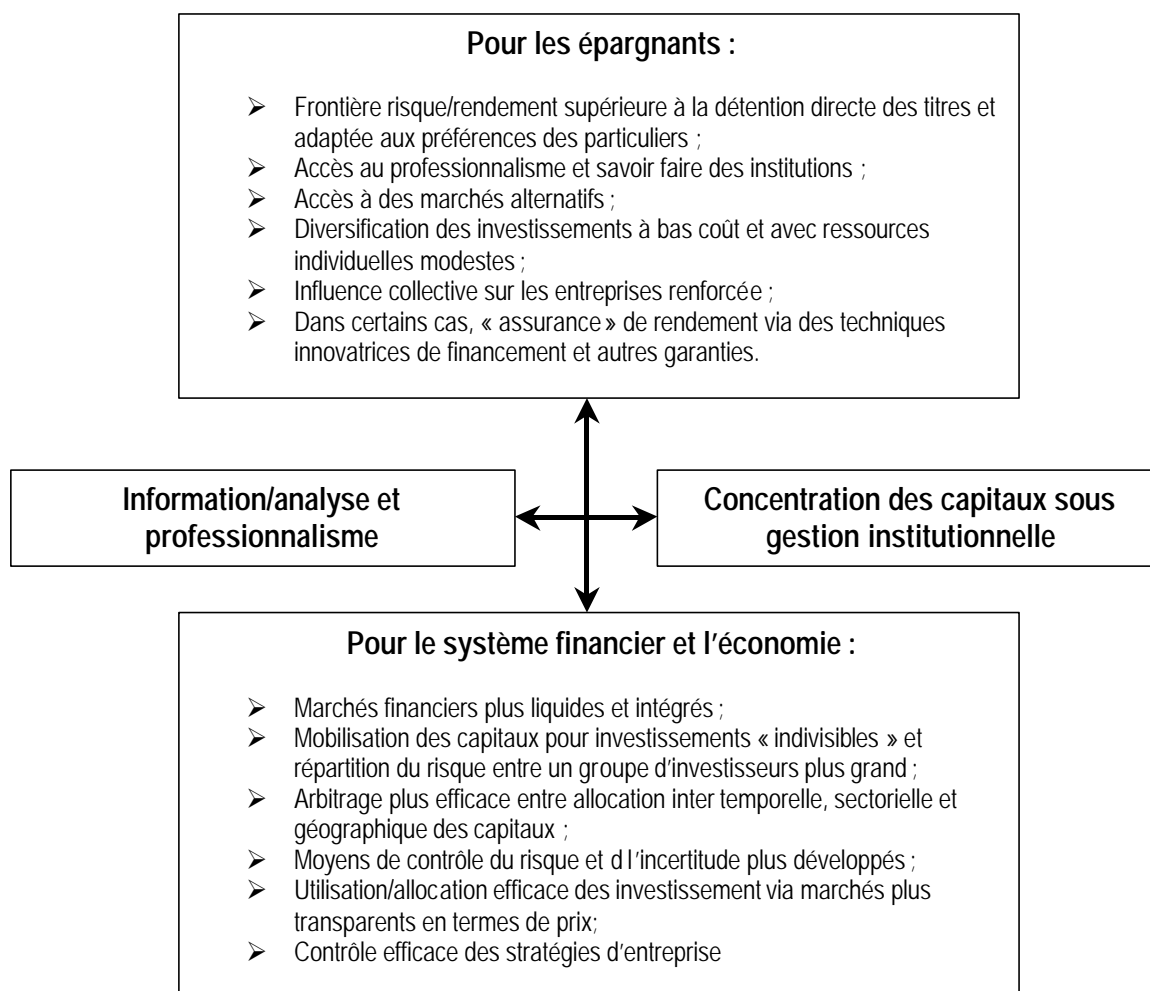 Pour les épargnants :
➢ Frontière risque/rendement supérieure à la détention directe des titres et
adaptée aux préférences des particuliers ;
➢ Accès au professionnalisme et savoir faire des institutions ;
➢ Accès à des marchés alternatifs ;
➢ Diversification des investissements à bas coût et avec ressources
individuelles modestes ;
➢ Influence collective sur les entreprises renforcée ;
➢ Dans certains cas, « assurance » de rendement via des techniques
innovatrices de financement et autres garanties.
Information/analyse et
professionnalisme
Concentration des capitaux sous
gestion institutionnelle
Pour le système financier et l'économie :
➢ Marchés financiers plus liquides et intégrés ;
➢ Mobilisation des capitaux pour investissements « indivisibles » et
répartition du risque entre un groupe d'investisseurs plus grand ;
➢ Arbitrage plus efficace entre allocation inter temporelle, sectorielle et
géographique des capitaux ;
➢ Moyens de contrôle du risque et d l'incertitude plus développés ;
➢ Utilisation/allocation efficace des investissement via marchés plus
transparents en termes de prix;
➢ Contrôle efficace des stratégies d'entreprise